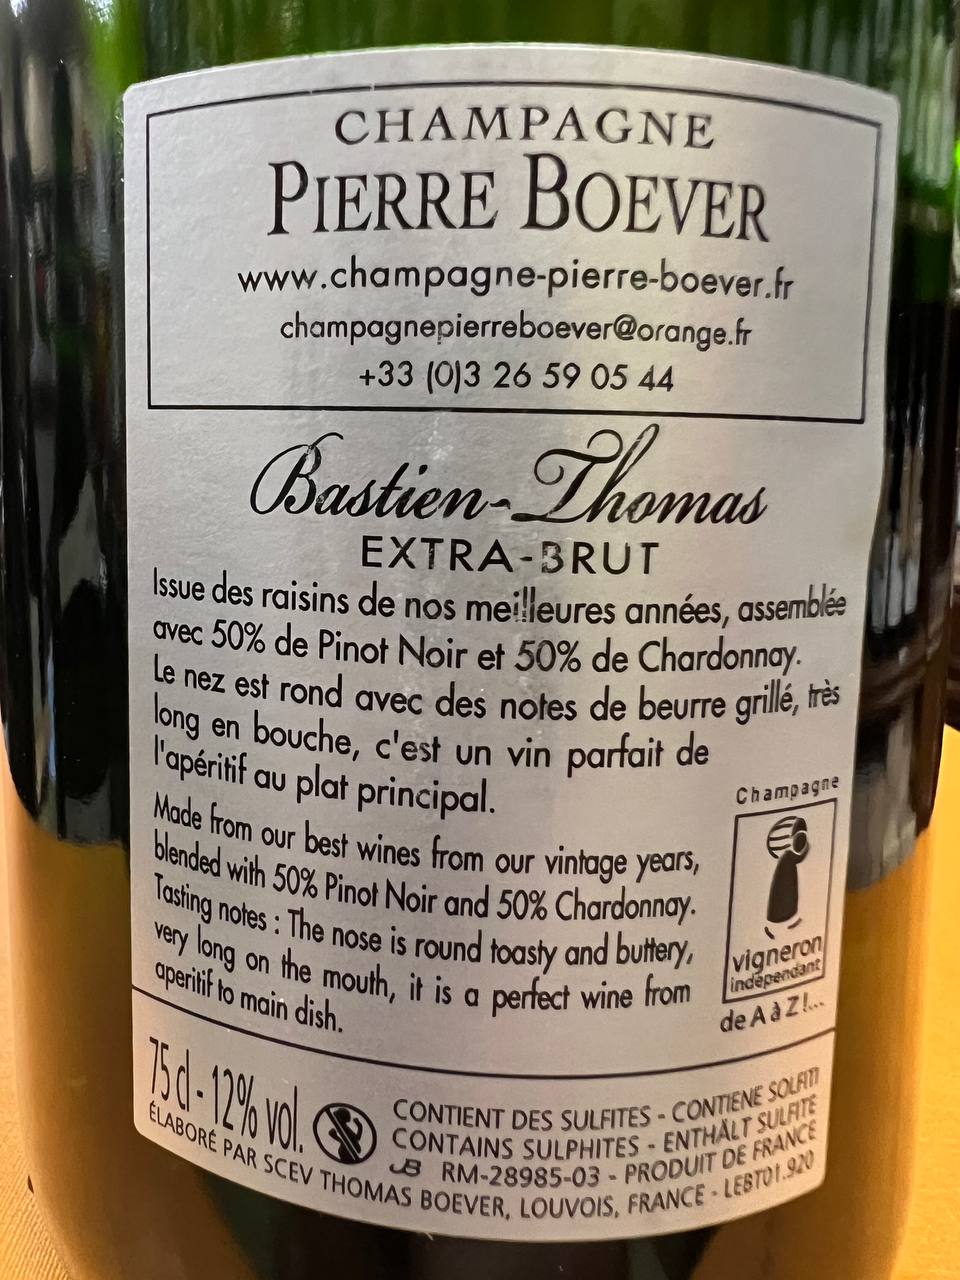 CHAMPAGNE
PIERRE BOEVER
www.champagne-pierre-boever.fr
champagnepierreboever@orange.fr
+33 (0)3 26 59 05 44
Bastien-Thomas
EXTRA-BRUT
Issue des raisins de nos meilleures années, assemblée
avec 50% de Pinot Noir et 50% de Chardonnay.
Le nez est rond avec des notes de beurre grillé, très
long en bouche, c'est un vin parfait de
l'apéritif au plat principal.
Made from our best wines from our vintage years,
blended with 50% Pinot Noir and 50% Chardonnay.
Tasting notes : The nose is round toasty and buttery,
very long on the mouth, it is a perfect wine from
aperitif to main dish.
Champagne
vigneron
indépendant
de A à Z !...
75 cl - 12% vol.
CONTIENT DES SULFITES - CONTIENE SOLFITI
CONTAINS SULPHITES - ENTHÄLT SULFITE
JB RM-28985-03 - PRODUIT DE FRANCE
ÉLABORÉ PAR SCEV THOMAS BOEVER, LOUVOIS, FRANCE - LEBT01.920